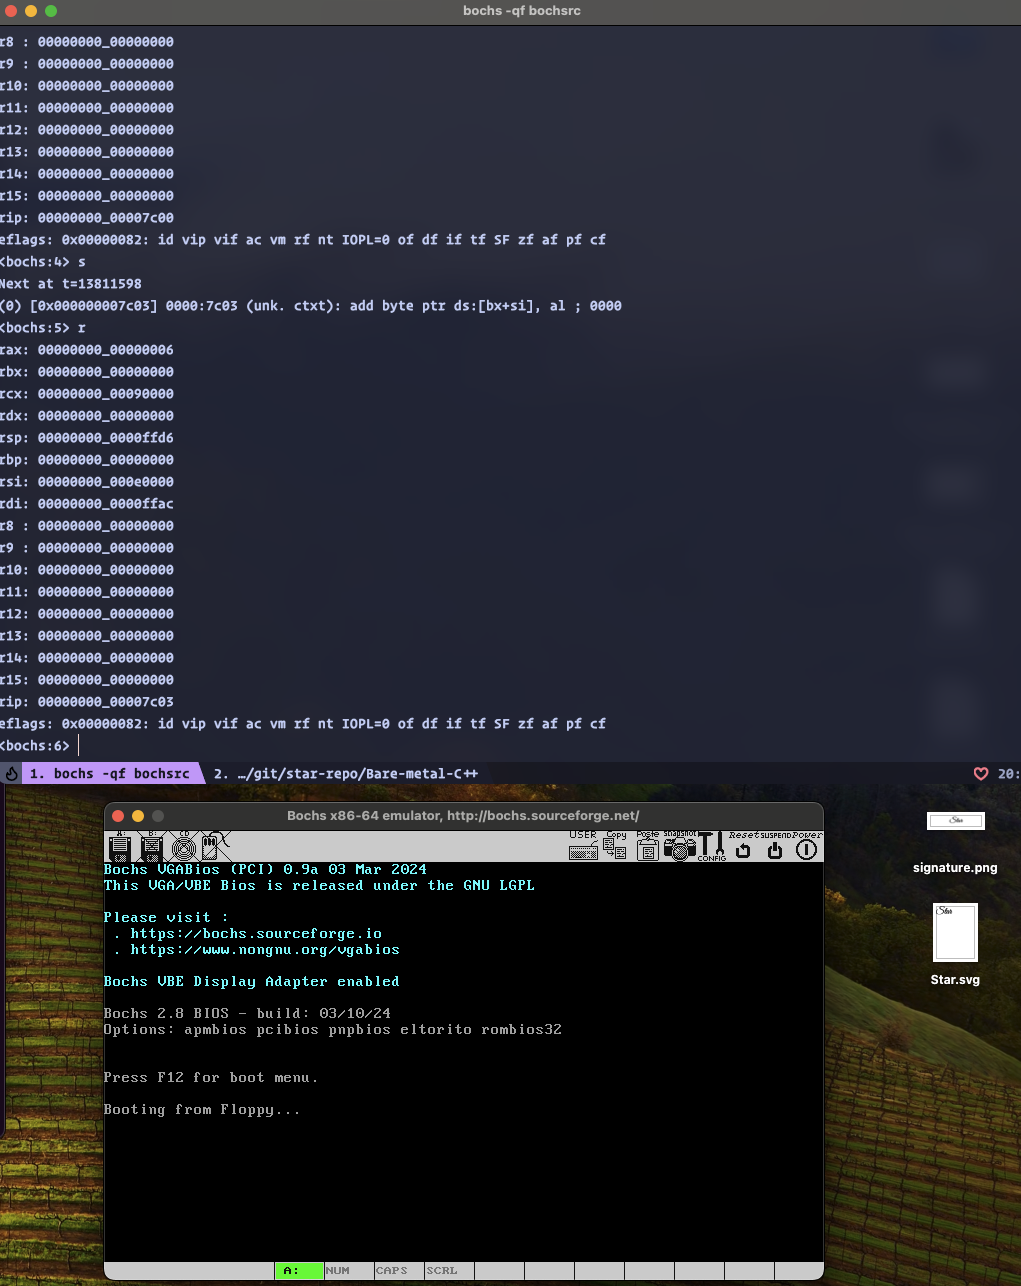 bochs -qf bochsrc
r8 : 00000000_00000000
r9 : 00000000_00000000
r10: 00000000_00000000
r11: 00000000_00000000
r12: 00000000_00000000
r13: 00000000_00000000
r14: 00000000_00000000
r15: 00000000_00000000
rip: 00000000_00007c00
eflags: 0x00000082: id vip vif ac vm rf nt IOPL=0 of df if tf SF zf af pf cf
<bochs:4> s
Next at t=13811598
(0) [0x000000007c03] 0000:7c03 (unk. ctxt): add byte ptr ds:[bx+si], al ; 0000
<bochs:5> r
rax: 00000000_00000006
rbx: 00000000_00000000
rcx: 00000000_00090000
rdx: 00000000_00000000
rsp: 00000000_0000ffd6
rbp: 00000000_00000000
rsi: 00000000_000e0000
rdi: 00000000_0000ffac
r8 : 00000000_00000000
r9 : 00000000_00000000
r10: 00000000_00000000
r11: 00000000_00000000
r12: 00000000_00000000
r13: 00000000_00000000
r14: 00000000_00000000
r15: 00000000_00000000
rip: 00000000_00007c03
eflags: 0x00000082: id vip vif ac vm rf nt IOPL=0 of df if tf SF zf af pf cf
<bochs:6>
1. bochs -qf bochsrc 2. …/git/star-repo/Bare-metal-C++ 20:
Bochs x86-64 emulator, http://bochs.sourceforge.net/
A: B: CD USER Copy Paste snapshot CONFIG Reset SUSPEND Power
Bochs VGABios (PCI) 0.9a 03 Mar 2024
This VGA/VBE Bios is released under the GNU LGPL
Please visit :
. https://bochs.sourceforge.io
. https://www.nongnu.org/vgabios
Bochs VBE Display Adapter enabled
Bochs 2.8 BIOS - build: 03/10/24
Options: apmbios pcibios pnpbios eltorito rombios32
Press F12 for boot menu.
Booting from Floppy...
A: NUM CAPS SCRL
Star
signature.png
Star
Star.svg